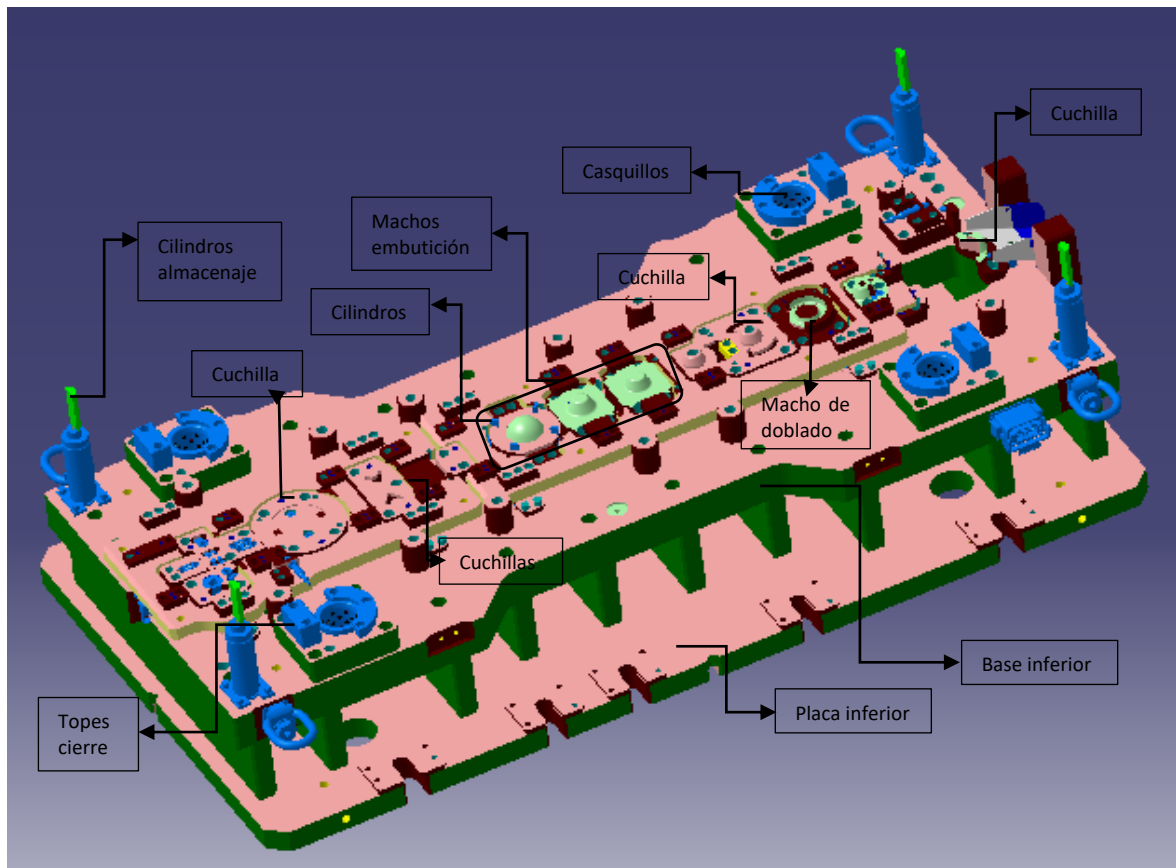 Cuchilla
Casquillos
Machos
embutición
Cilindros
almacenaje
Cuchilla
Cilindros
Cuchilla
Macho de
doblado
Cuchillas
Base inferior
Placa inferior
Topes
cierre